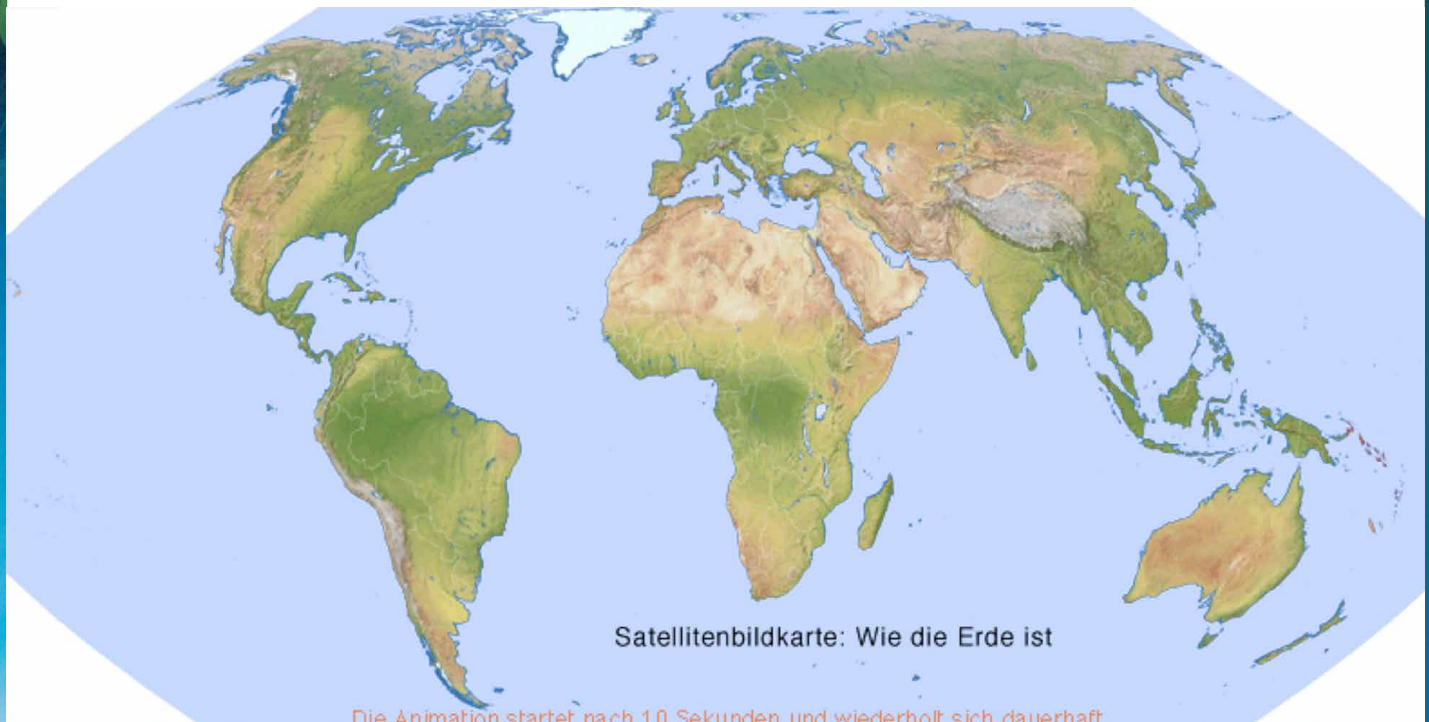 Satellitenbildkarte: Wie die Erde ist
Die Animation startet nach 10 Sekunden und wiederholt sich dauerhaft